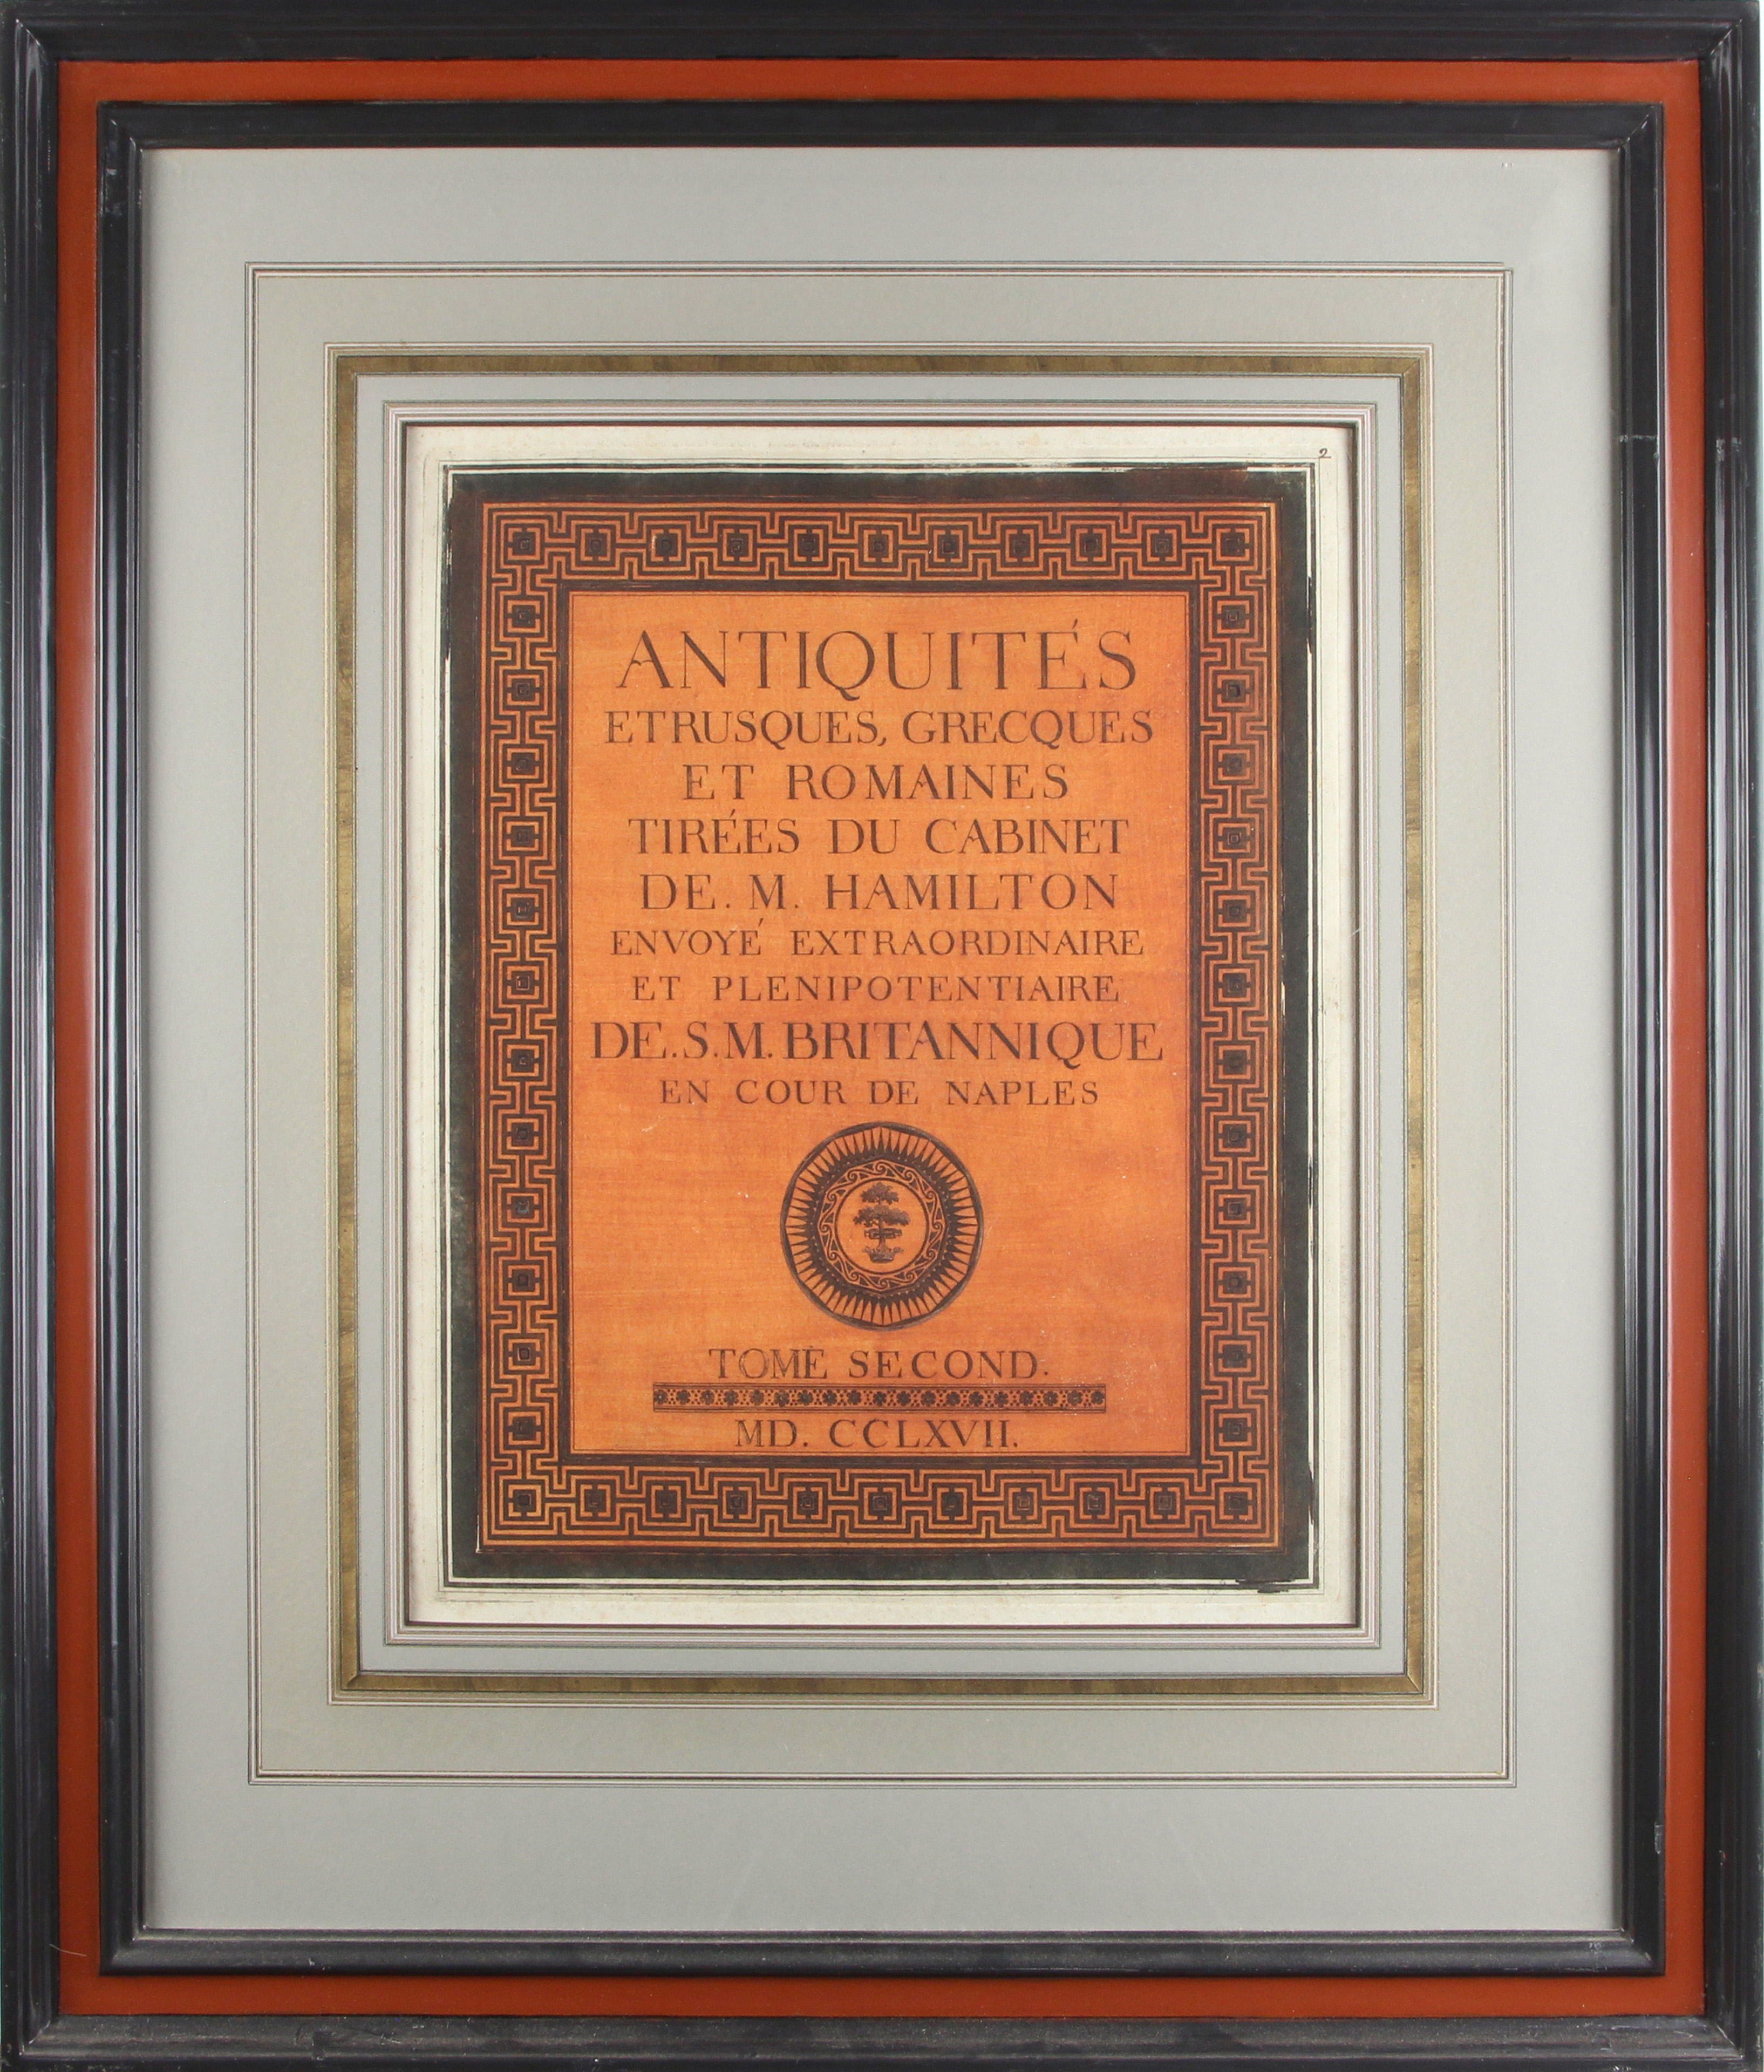 2
ANTIQUITÉS
ETRUSQUES, GRECQUES
ET ROMAINES
TIRÉES DU CABINET
DE. M. HAMILTON
ENVOYÉ EXTRAORDINAIRE
ET PLENIPOTENTIAIRE
DE.S.M.BRITANNIQUE
EN COUR DE NAPLES
TOME SECOND.
MD. CCLXVII.